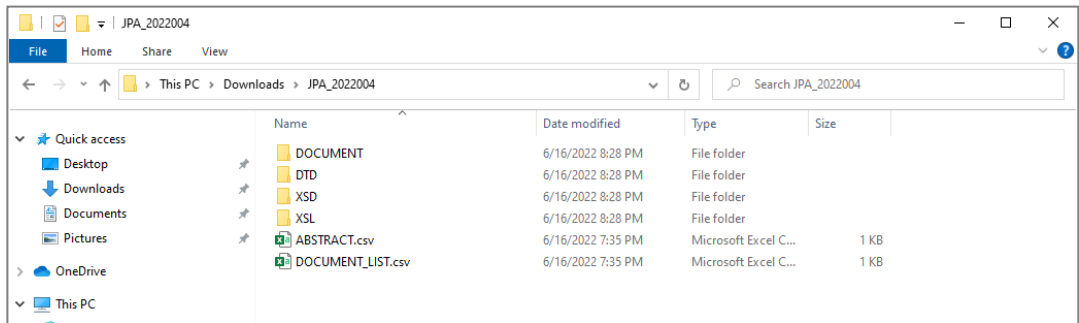 JPA_2022004
File Home Share View
This PC > Downloads > JPA_2022004
Search JPA_2022004
Name Date modified Type Size
Quick access
Desktop
Downloads
Documents
Pictures
OneDrive
This PC
DOCUMENT 6/16/2022 8:28 PM File folder
DTD 6/16/2022 8:28 PM File folder
XSD 6/16/2022 8:28 PM File folder
XSL 6/16/2022 8:28 PM File folder
ABSTRACT.csv 6/16/2022 7:35 PM Microsoft Excel C... 1 KB
DOCUMENT_LIST.csv 6/16/2022 7:35 PM Microsoft Excel C... 1 KB